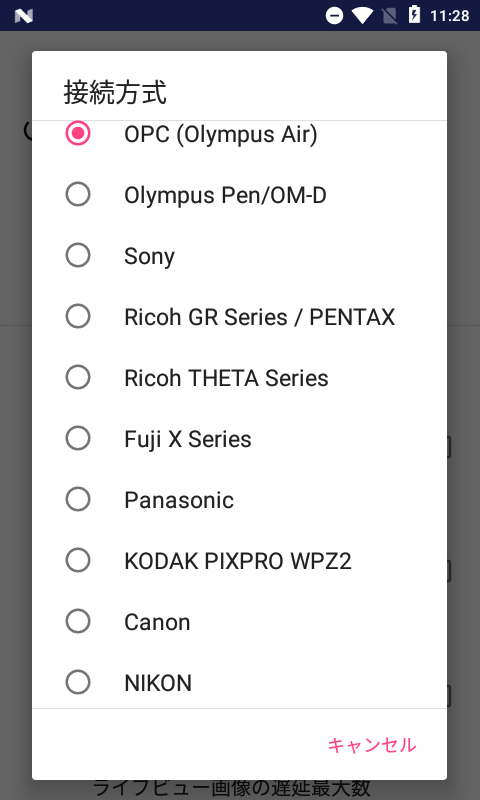 11:28
接続方式
OPC (Olympus Air)
Olympus Pen/OM-D
Sony
Ricoh GR Series / PENTAX
Ricoh THETA Series
Fuji X Series
Panasonic
KODAK PIXPRO WPZ2
Canon
NIKON
キャンセル
ライブビュー画像の遅延最大数